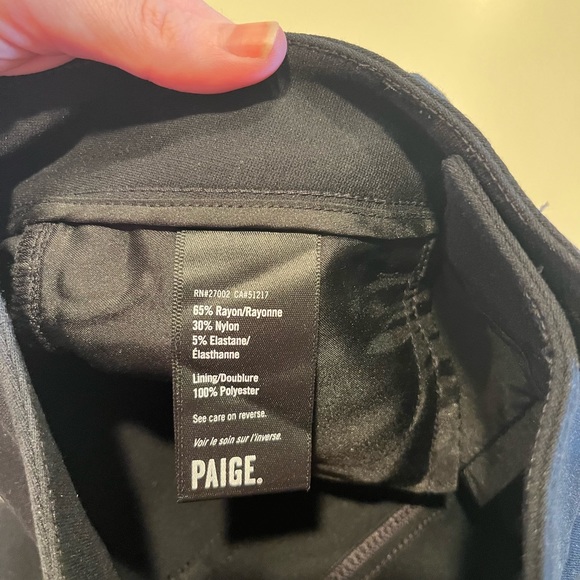 RN#27002 CA#51217
65% Rayon/Rayonne
30% Nylon
5% Elastane/
Élasthanne
Lining/Doublure
100% Polyester
See care on reverse.
Voir le soin sur l'inverse.
PAIGE.